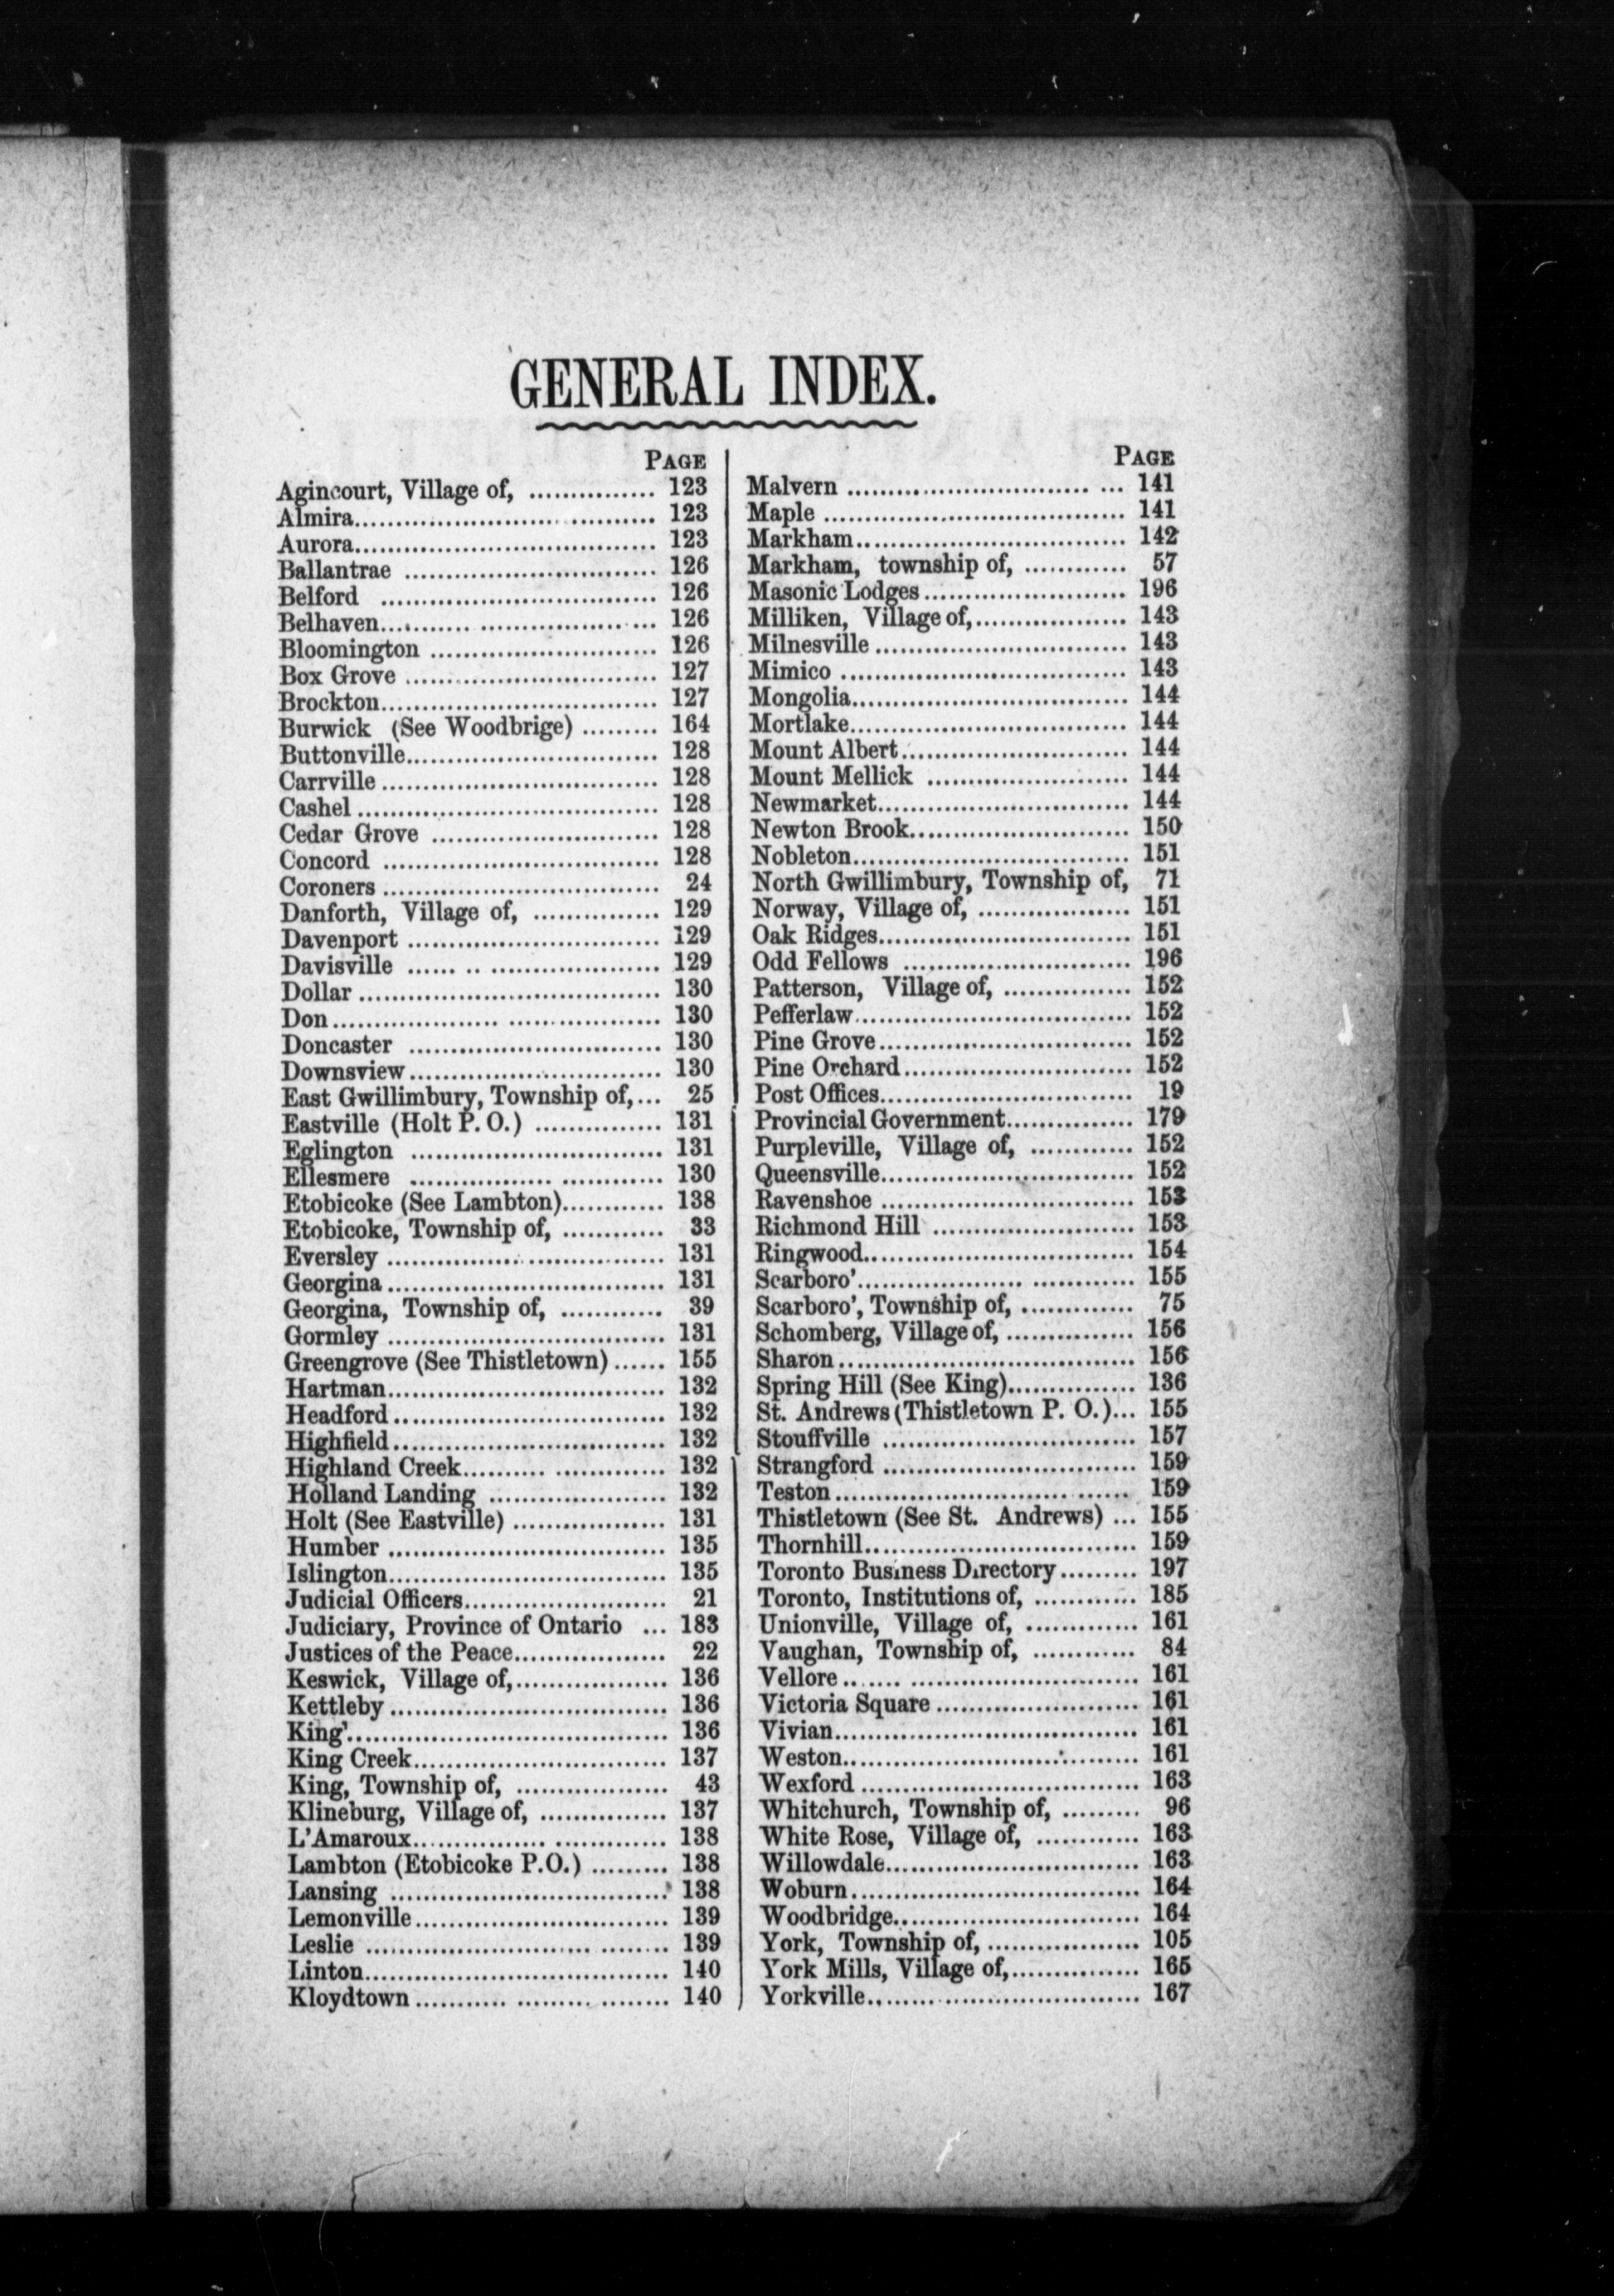 GENERAL INDEX.
PAGE
Agincourt, Village of, ............... 123
Almira.................................... 123
Aurora.................................... 123
Ballantrae .............................. 126
Belford ................................. 126
Belhaven................................. 126
Bloomington ........................... 126
Box Grove .............................. 127
Brockton................................. 127
Burwick (See Woodbrige) ......... 164
Buttonville.............................. 128
Carrville ................................. 128
Cashel .................................... 128
Cedar Grove ........................... 128
Concord ................................. 128
Coroners ................................. 24
Danforth, Village of, ............... 129
Davenport .............................. 129
Davisville .............................. 129
Dollar .................................... 130
Don....................................... 130
Doncaster .............................. 130
Downsview.............................. 130
East Gwillimbury, Township of,... 25
Eastville (Holt P. O.) ............... 131
Eglington .............................. 131
Ellesmere .............................. 130
Etobicoke (See Lambton)............ 138
Etobicoke, Township of, ............ 33
Eversley ................................. 131
Georgina ................................. 131
Georgina, Township of, ............ 39
Gormley ................................. 131
Greengrove (See Thistletown) ...... 155
Hartman................................. 132
Headford ................................. 132
Highfield................................. 132
Highland Creek........................ 132
Holland Landing ..................... 132
Holt (See Eastville) .................. 131
Humber ................................. 135
Islington................................. 135
Judicial Officers........................ 21
Judiciary, Province of Ontario ... 183
Justices of the Peace.................. 22
Keswick, Village of,.................. 136
Kettleby ................................. 136
King'....................................... 136
King Creek.............................. 137
King, Township of, .................. 43
Klineburg, Village of, ............... 137
L'Amaroux.............................. 138
Lambton (Etobicoke P.O.) ......... 138
Lansing ................................. 138
Lemonville.............................. 139
Leslie .................................... 139
Linton.................................... 140
Kloydtown .............................. 140
PAGE
Malvern ................................. 141
Maple .................................... 141
Markham................................. 142
Markham, township of, ............ 57
Masonic Lodges ........................ 196
Milliken, Village of,.................. 143
Milnesville .............................. 143
Mimico ................................. 143
Mongolia................................. 144
Mortlake................................. 144
Mount Albert........................... 144
Mount Mellick ........................ 144
Newmarket.............................. 144
Newton Brook........................... 150
Nobleton................................. 151
North Gwillimbury, Township of, 71
Norway, Village of, .................. 151
Oak Ridges.............................. 151
Odd Fellows ........................... 196
Patterson, Village of, ............... 152
Pefferlaw................................. 152
Pine Grove .............................. 152
Pine Orchard........................... 152
Post Offices.............................. 19
Provincial Government............... 179
Purpleville, Village of, ............ 152
Queensville.............................. 152
Ravenshoe .............................. 153
Richmond Hill ........................ 153
Ringwood................................. 154
Scarboro'................................. 155
Scarboro', Township of, ............. 75
Schomberg, Village of, ............... 156
Sharon .................................... 156
Spring Hill (See King)............... 136
St. Andrews (Thistletown P. O.)... 155
Stouffville .............................. 157
Strangford .............................. 159
Teston .................................... 159
Thistletown (See St. Andrews) ... 155
Thornhill................................. 159
Toronto Business Directory ......... 197
Toronto, Institutions of, ............ 185
Unionville, Village of, ............. 161
Vaughan, Township of, ............ 84
Vellore .................................... 161
Victoria Square ........................ 161
Vivian.................................... 161
Weston.................................... 161
Wexford ................................. 163
Whitchurch, Township of, ......... 96
White Rose, Village of, ............ 163
Willowdale.............................. 163
Woburn ................................. 164
Woodbridge.............................. 164
York, Township of, .................. 105
York Mills, Village of,............... 165
Yorkville................................. 167